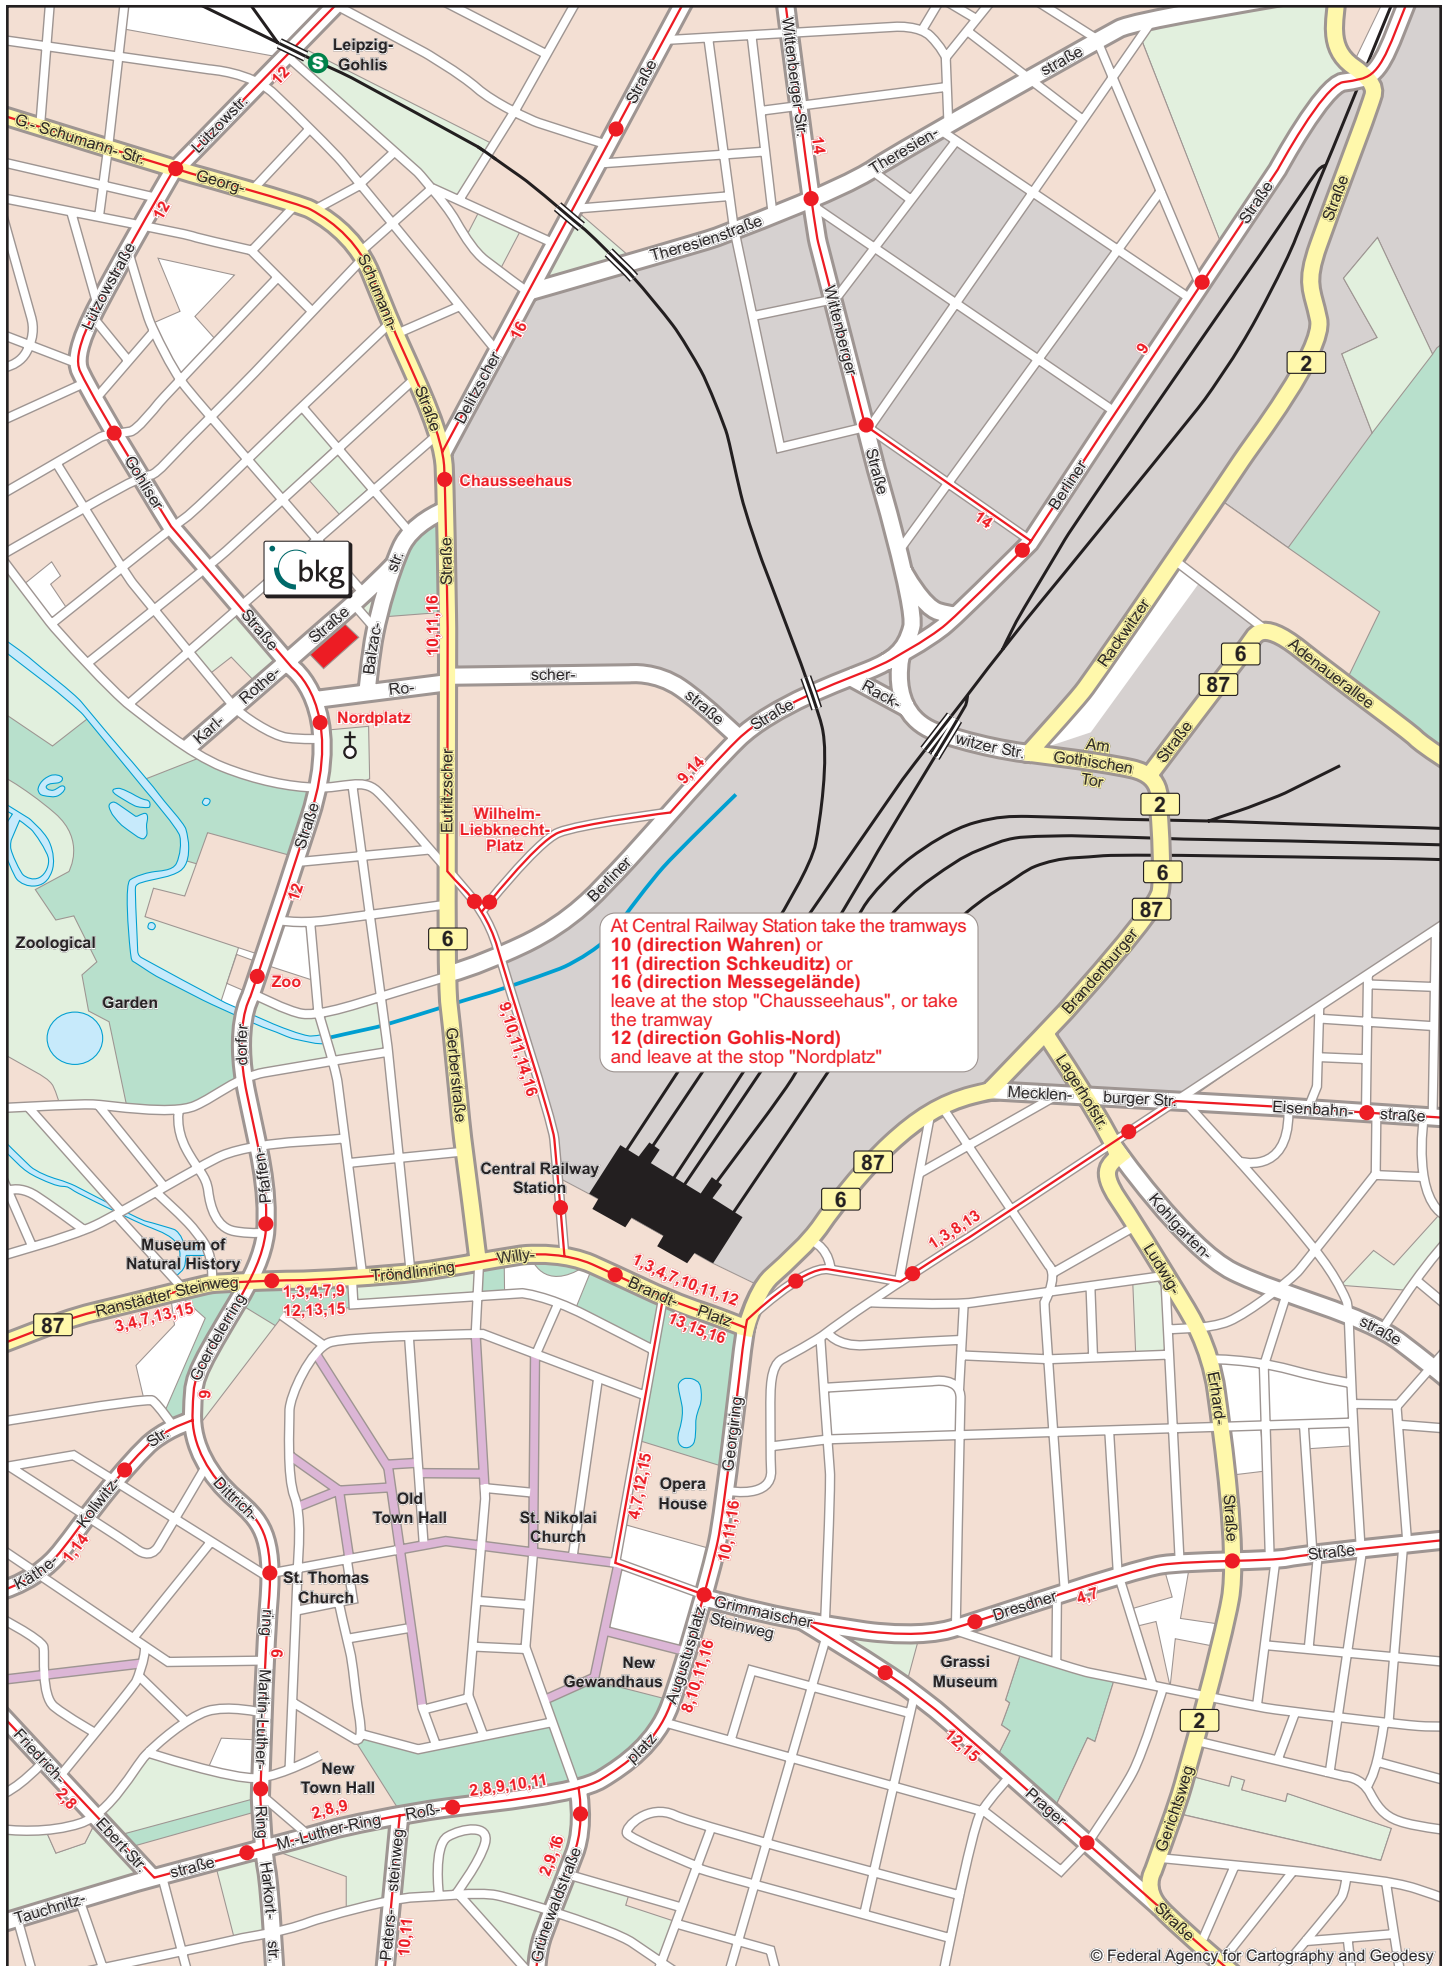 Leipzig-
Gohlis
S
12
Lützowstr.
G.- Schumann- Str.
Georg-
12
Lützowstraße
Schumann-
Straße
Straße
16
Delitzscher
Wittenberger Str.
14
Theresien-
straße
Theresienstraße
Wittenberger
Straße
14
Straße
9
Berliner
Straße
2
Gohliser
Straße
Chausseehaus
bkg
str.
Straße
Balzac-
Karl-
Rothe-
Nordplatz
Straße
10,11,16
Eutritzscher
Ro-
scher-
straße
Straße
Rack-
witzer Str.
Rackwitzer
Am
Gothischen
Tor
Straße
Adenauerallee
6
87
2
6
87
Brandenburger
9,14
Wilhelm-
Liebknecht-
Platz
Berliner
6
Straße
12
Zoo
Zoological
Garden
dorfer
Pfaffen-
9,10,11,14,16
Gerberstraße
At Central Railway Station take the tramways
10 (direction Wahren) or
11 (direction Schkeuditz) or
16 (direction Messegelände)
leave at the stop "Chausseehaus", or take
the tramway
12 (direction Gohlis-Nord)
and leave at the stop "Nordplatz"
Lagerhofstr.
Mecklen-
burger Str.
Eisenbahn-
straße
87
6
Central Railway
Station
1,3,8,13
Kohlgarten-
straße
Ludwig-
Erhard-
Straße
Museum of
Natural History
Ranstädter Steinweg
87
3,4,7,13,15
1,3,4,7,9
12,13,15
Tröndlinring
Willy-
Brandt-
Platz
1,3,4,7,10,11,12
13,15,16
Goerdelerring
9
Str.
Kollwitz-
Käthe-
1,14
Dittrich-
ring
9
Old
Town Hall
St. Nikolai
Church
4,7,12,15
Opera
House
Georgiring
10,11,16
St. Thomas
Church
Grimmaischer
Steinweg
Augustusplatz
8,10,11,16
New
Gewandhaus
Dresdner
4,7
Straße
Grassi
Museum
2
Gerichtsweg
12,15
Prager
Straße
Martin-Luther-
Ring
New
Town Hall
Friedrich-
2,8
Ebert-Str.
2,8,9
M.-Luther-Ring
Roß-
2,8,9,10,11
platz
2,9,16
Grünewaldstraße
Tauchnitz-
straße
Harkort-
str.
Peters-
steinweg
10,11
© Federal Agency for Cartography and Geodesy